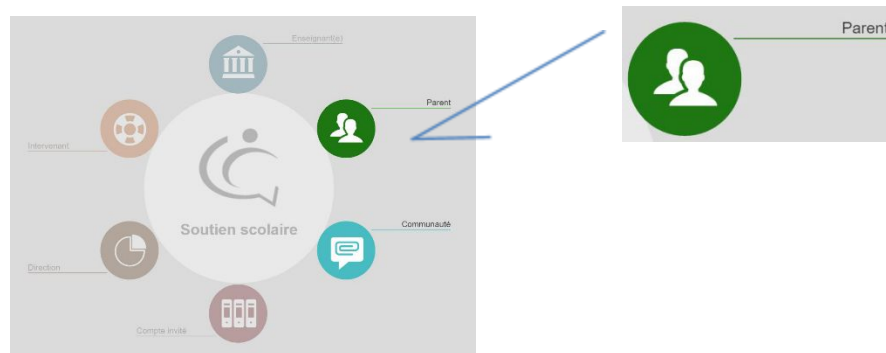 Enseignant(e)
Parent
Intervenant
Soutien scolaire
Communauté
Direction
Compte invité
Parent